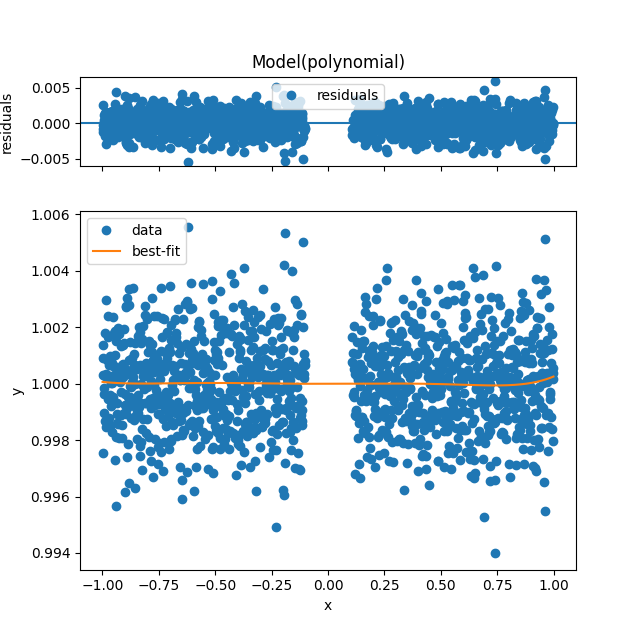 Model(polynomial)
0.005
0.000
−0.005
residuals
residuals
1.006
1.004
1.002
1.000
0.998
0.996
0.994
y
data
best-fit
−1.00 −0.75 −0.50 −0.25 0.00 0.25 0.50 0.75 1.00
x